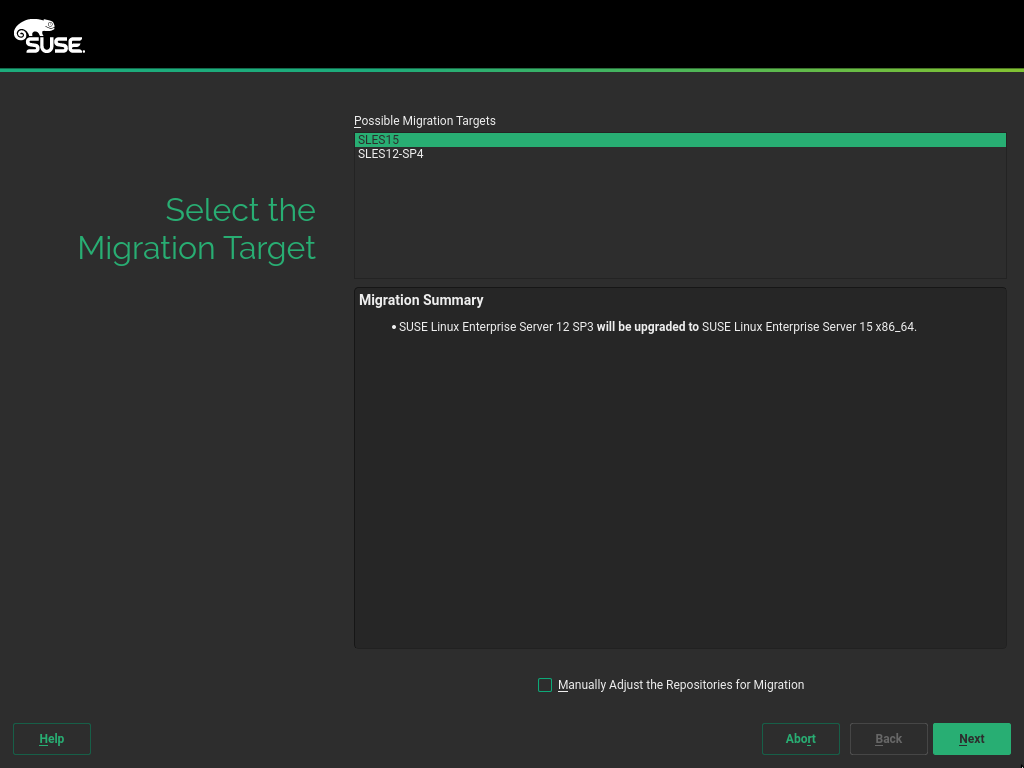 SUSE
Possible Migration Targets
SLES15
SLES12-SP4
Select the
Migration Target
Migration Summary
• SUSE Linux Enterprise Server 12 SP3 will be upgraded to SUSE Linux Enterprise Server 15 x86_64.
Manually Adjust the Repositories for Migration
Help
Abort
Back
Next